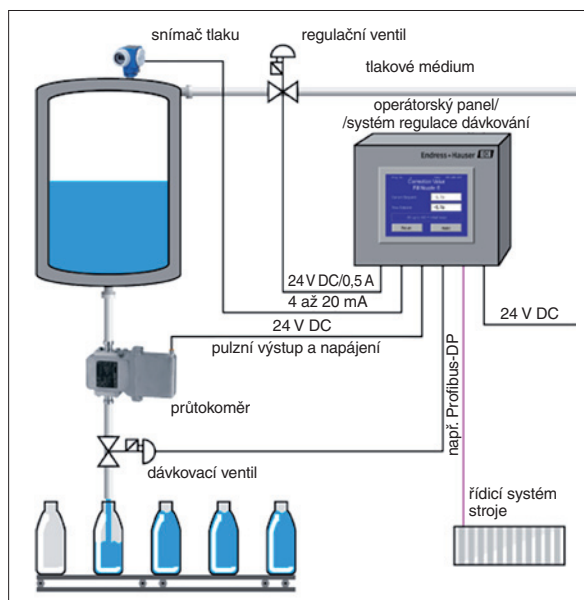 snímač tlaku
regulační ventil
tlakové médium
operátorský panel/
/systém regulace dávkování
Endress+Hauser
24 V DC/0,5 A
4 až 20 mA
24 V DC
24 V DC
pulzní výstup a napájení
průtokoměr
např. Profibus-DP
dávkovací ventil
řídicí systém
stroje